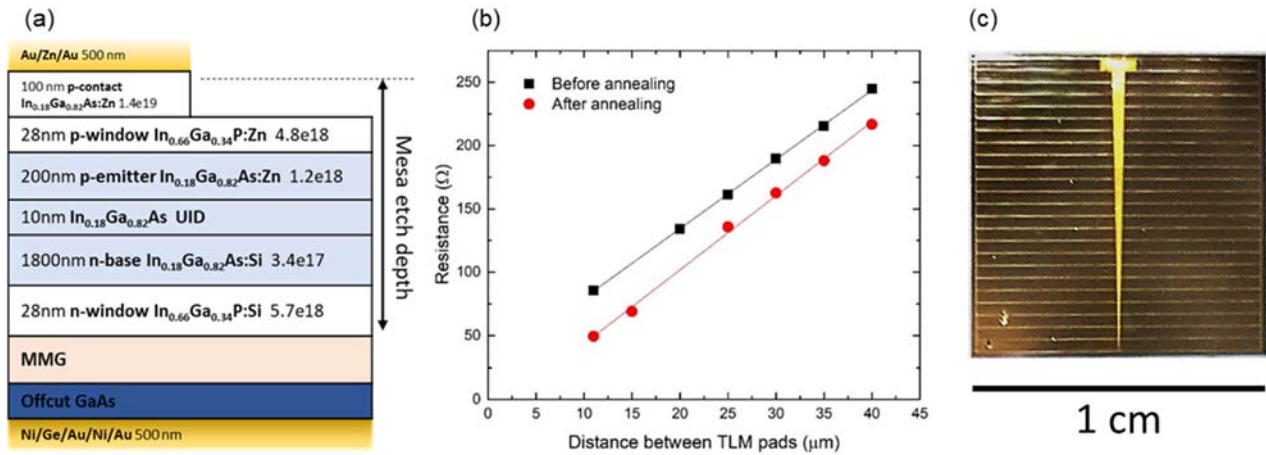 (a)
Au/Zn/Au 500 nm
100 nm p-contact
In0.18Ga0.82As:Zn 1.4e19
28nm p-window In0.66Ga0.34P:Zn 4.8e18
200nm p-emitter In0.18Ga0.82As:Zn 1.2e18
10nm In0.18Ga0.82As UID
1800nm n-base In0.18Ga0.82As:Si 3.4e17
28nm n-window In0.66Ga0.34P:Si 5.7e18
MMG
Offcut GaAs
Ni/Ge/Au/Ni/Au 500 nm
Mesa etch depth
(b)
Before annealing
After annealing
Resistance (Ω)
250
200
150
100
50
0
0 5 10 15 20 25 30 35 40 45
Distance between TLM pads (μm)
(c)
1 cm